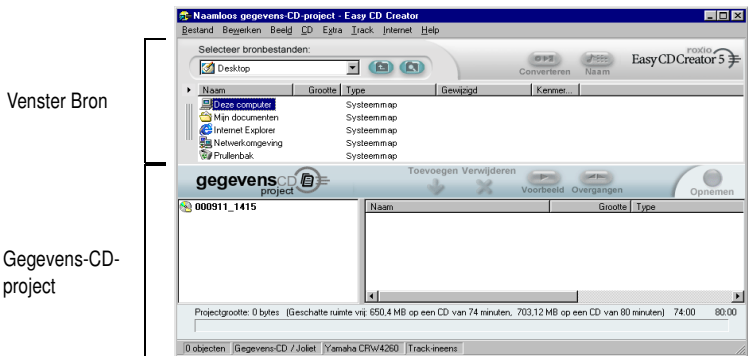 Naamloos gegevens-CD-project - Easy CD Creator
Bestand Bewerken Beeld CD Extra Track Internet Help
Selecteer bronbestanden:
Desktop
Converteren Naam
roxio
Easy CD Creator 5
Naam Grootte Type Gewijzigd Kenmer...
Deze computer Systeemmap
Mijn documenten Systeemmap
Internet Explorer Systeemmap
Netwerkomgeving Systeemmap
Prullenbak Systeemmap
Venster Bron
gegevensCD
project
Toevoegen Verwijderen
Voorbeeld Overgangen
Opnemen
000911_1415
Naam Grootte Type
Gegevens-CD-
project
Projectgrootte: 0 bytes (Geschatte ruimte vrij: 650,4 MB op een CD van 74 minuten, 703,12 MB op een CD van 80 minuten) 74:00 80:00
0 objecten Gegevens-CD / Joliet Yamaha CRW4260 Track-ineens